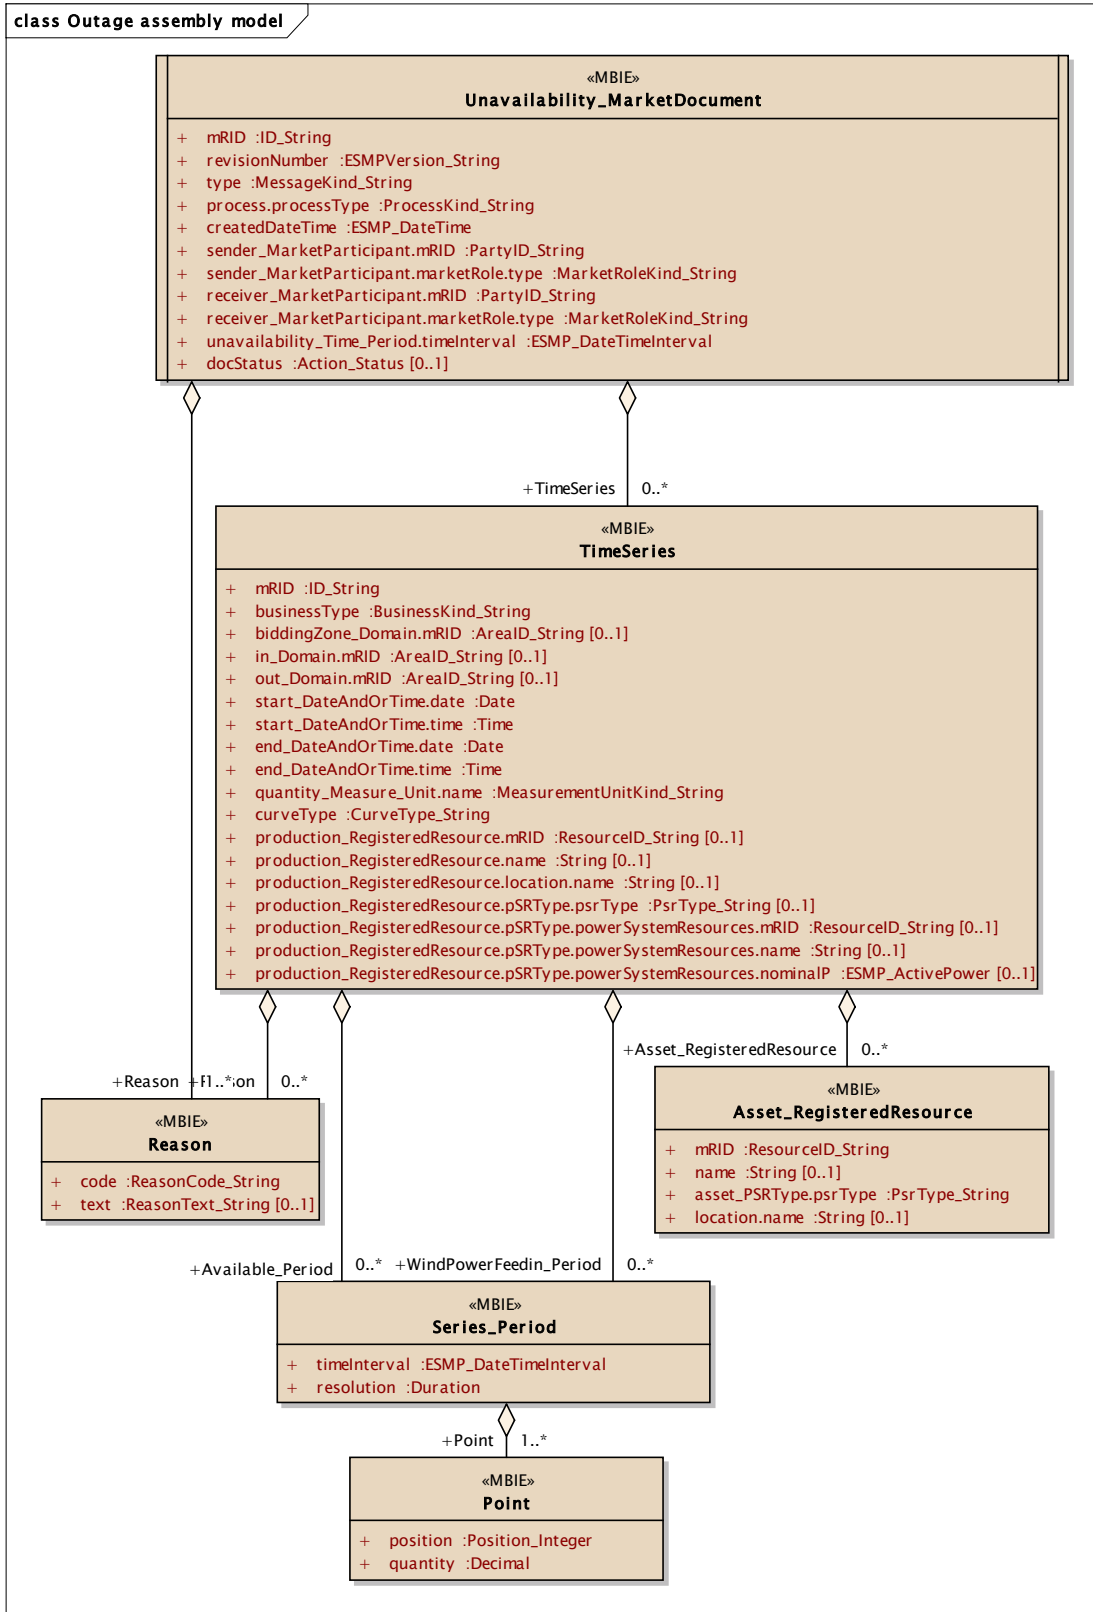 class Outage assembly model
«MBIE»
Unavailability_MarketDocument
+ mRID :ID_String
+ revisionNumber :ESMPVersion_String
+ type :MessageKind_String
+ process.processType :ProcessKind_String
+ createdDateTime :ESMP_DateTime
+ sender_MarketParticipant.mRID :PartyID_String
+ sender_MarketParticipant.marketRole.type :MarketRoleKind_String
+ receiver_MarketParticipant.mRID :PartyID_String
+ receiver_MarketParticipant.marketRole.type :MarketRoleKind_String
+ unavailability_Time_Period.timeInterval :ESMP_DateTimeInterval
+ docStatus :Action_Status [0..1]
+TimeSeries 0..*
«MBIE»
TimeSeries
+ mRID :ID_String
+ businessType :BusinessKind_String
+ biddingZone_Domain.mRID :AreaID_String [0..1]
+ in_Domain.mRID :AreaID_String [0..1]
+ out_Domain.mRID :AreaID_String [0..1]
+ start_DateAndOrTime.date :Date
+ start_DateAndOrTime.time :Time
+ end_DateAndOrTime.date :Date
+ end_DateAndOrTime.time :Time
+ quantity_Measure_Unit.name :MeasurementUnitKind_String
+ curveType :CurveType_String
+ production_RegisteredResource.mRID :ResourceID_String [0..1]
+ production_RegisteredResource.name :String [0..1]
+ production_RegisteredResource.location.name :String [0..1]
+ production_RegisteredResource.pSRType.psrType :PsrType_String [0..1]
+ production_RegisteredResource.pSRType.powerSystemResources.mRID :ResourceID_String [0..1]
+ production_RegisteredResource.pSRType.powerSystemResources.name :String [0..1]
+ production_RegisteredResource.pSRType.powerSystemResources.nominalP :ESMP_ActivePower [0..1]
+Asset_RegisteredResource 0..*
+Reason 1..* 0..*
«MBIE»
Reason
+ code :ReasonCode_String
+ text :ReasonText_String [0..1]
«MBIE»
Asset_RegisteredResource
+ mRID :ResourceID_String
+ name :String [0..1]
+ asset_PSRType.psrType :PsrType_String
+ location.name :String [0..1]
+Available_Period 0..* +WindPowerFeedin_Period 0..*
«MBIE»
Series_Period
+ timeInterval :ESMP_DateTimeInterval
+ resolution :Duration
+Point 1..*
«MBIE»
Point
+ position :Position_Integer
+ quantity :Decimal